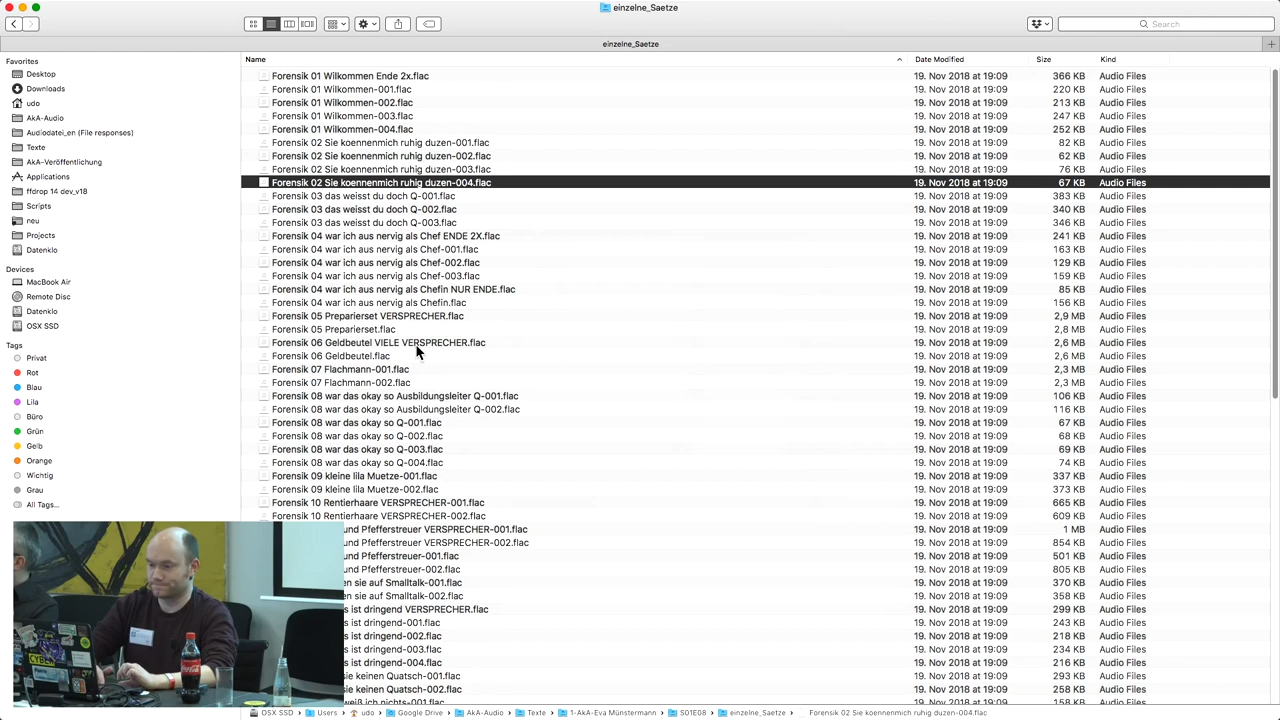 einzelne_Saetze
Search
einzelne_Saetze
Favorites
Desktop
Downloads
udo
AkA-Audio
Audiodatei_en (File responses)
Texte
AkA-Veröffentlichung
Applications
ffdrop 14 dev_v18
Scripts
neu
Projects
Datenklo
Devices
MacBook Air
Remote Disc
Datenklo
OSX SSD
Tags
Privat
Rot
Blau
Lila
Büro
Grün
Gelb
Orange
Wichtig
Grau
All Tags...
Name Date Modified Size Kind
Forensik 01 Wilkommen Ende 2x.flac 19. Nov 2018 at 19:09 366 KB Audio Files
Forensik 01 Wilkommen-001.flac 19. Nov 2018 at 19:09 220 KB Audio Files
Forensik 01 Wilkommen-002.flac 19. Nov 2018 at 19:09 213 KB Audio Files
Forensik 01 Wilkommen-003.flac 19. Nov 2018 at 19:09 247 KB Audio Files
Forensik 01 Wilkommen-004.flac 19. Nov 2018 at 19:09 252 KB Audio Files
Forensik 02 Sie koennenmich ruhig duzen-001.flac 19. Nov 2018 at 19:09 82 KB Audio Files
Forensik 02 Sie koennenmich ruhig duzen-002.flac 19. Nov 2018 at 19:09 62 KB Audio Files
Forensik 02 Sie koennenmich ruhig duzen-003.flac 19. Nov 2018 at 19:09 76 KB Audio Files
Forensik 02 Sie koennenmich ruhig duzen-004.flac 19. Nov 2018 at 19:09 67 KB Audio Files
Forensik 03 das weisst du doch Q-001.flac 19. Nov 2018 at 19:09 383 KB Audio Files
Forensik 03 das weisst du doch Q-002.flac 19. Nov 2018 at 19:09 340 KB Audio Files
Forensik 03 das weisst du doch Q-003.flac 19. Nov 2018 at 19:09 346 KB Audio Files
Forensik 04 war ich aus nervig als Chef ENDE 2X.flac 19. Nov 2018 at 19:09 241 KB Audio Files
Forensik 04 war ich aus nervig als Chef-001.flac 19. Nov 2018 at 19:09 163 KB Audio Files
Forensik 04 war ich aus nervig als Chef-002.flac 19. Nov 2018 at 19:09 129 KB Audio Files
Forensik 04 war ich aus nervig als Chef-003.flac 19. Nov 2018 at 19:09 159 KB Audio Files
Forensik 04 war ich aus nervig als Chefin NUR ENDE.flac 19. Nov 2018 at 19:09 85 KB Audio Files
Forensik 04 war ich aus nervig als Chefin.flac 19. Nov 2018 at 19:09 156 KB Audio Files
Forensik 05 Preparierset VERSPRECHER.flac 19. Nov 2018 at 19:09 2,9 MB Audio Files
Forensik 05 Preparierset.flac 19. Nov 2018 at 19:09 2,8 MB Audio Files
Forensik 06 Geldbeutel VIELE VERSPRECHER.flac 19. Nov 2018 at 19:09 2,6 MB Audio Files
Forensik 06 Geldbeutel.flac 19. Nov 2018 at 19:09 2,6 MB Audio Files
Forensik 07 Flachmann-001.flac 19. Nov 2018 at 19:09 2,3 MB Audio Files
Forensik 07 Flachmann-002.flac 19. Nov 2018 at 19:09 2,3 MB Audio Files
Forensik 08 war das okay so Ausbildungsleiter Q-001.flac 19. Nov 2018 at 19:09 106 KB Audio Files
Forensik 08 war das okay so Ausbildungsleiter Q-002.flac 19. Nov 2018 at 19:09 116 KB Audio Files
Forensik 08 war das okay so Q-001.flac 19. Nov 2018 at 19:09 67 KB Audio Files
Forensik 08 war das okay so Q-002.flac 19. Nov 2018 at 19:09 68 KB Audio Files
Forensik 08 war das okay so Q-003.flac 19. Nov 2018 at 19:09 69 KB Audio Files
Forensik 08 war das okay so Q-004.flac 19. Nov 2018 at 19:09 74 KB Audio Files
Forensik 09 kleine lila Muetze-001.flac 19. Nov 2018 at 19:09 337 KB Audio Files
Forensik 09 kleine lila Muetze-002.flac 19. Nov 2018 at 19:09 373 KB Audio Files
Forensik 10 Rentierhaare VERSPRECHER-001.flac 19. Nov 2018 at 19:09 665 KB Audio Files
Forensik 10 Rentierhaare VERSPRECHER-002.flac 19. Nov 2018 at 19:09 609 KB Audio Files
und Pfefferstreuer VERSPRECHER-001.flac 19. Nov 2018 at 19:09 1 MB Audio Files
und Pfefferstreuer VERSPRECHER-002.flac 19. Nov 2018 at 19:09 854 KB Audio Files
und Pfefferstreuer-001.flac 19. Nov 2018 at 19:09 501 KB Audio Files
und Pfefferstreuer-002.flac 19. Nov 2018 at 19:09 805 KB Audio Files
en sie auf Smalltalk-001.flac 19. Nov 2018 at 19:09 370 KB Audio Files
en sie auf Smalltalk-002.flac 19. Nov 2018 at 19:09 358 KB Audio Files
s ist dringend VERSPRECHER.flac 19. Nov 2018 at 19:09 299 KB Audio Files
s ist dringend-001.flac 19. Nov 2018 at 19:09 243 KB Audio Files
s ist dringend-002.flac 19. Nov 2018 at 19:09 218 KB Audio Files
s ist dringend-003.flac 19. Nov 2018 at 19:09 234 KB Audio Files
s ist dringend-004.flac 19. Nov 2018 at 19:09 216 KB Audio Files
sie keinen Quatsch-001.flac 19. Nov 2018 at 19:09 293 KB Audio Files
sie keinen Quatsch-002.flac 19. Nov 2018 at 19:09 258 KB Audio Files
weiß ich nichts-001.flac 19. Nov 2018 at 19:09 Audio Files
CYBER
Coca-Cola
OSX SSD Users udo Google Drive AkA-Audio Texte 1-AkA-Eva Münstermann einzelne_Saetze Forensik 02 Sie koennenmich ruhig duzen-004.flac